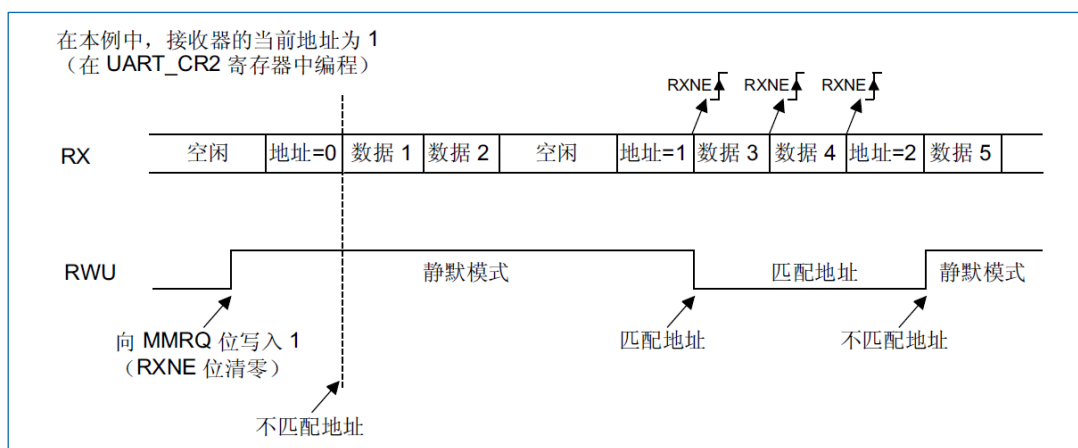 在本例中，接收器的当前地址为 1
（在 UART_CR2 寄存器中编程）
RXNE RXNE RXNE
RX 空闲 地址=0 数据 1 数据 2 空闲 地址=1 数据 3 数据 4 地址=2 数据 5
RWU 静默模式 匹配地址 静默模式
向 MMRQ 位写入 1 匹配地址 不匹配地址
（RXNE 位清零）
不匹配地址